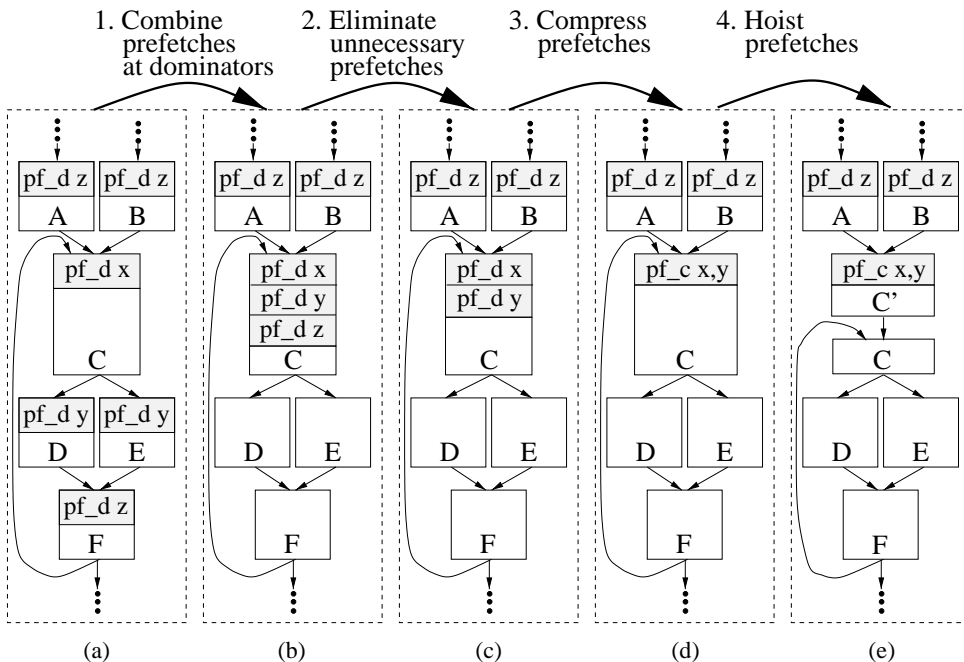 1. Combine
prefetches
at dominators
2. Eliminate
unnecessary
prefetches
3. Compress
prefetches
4. Hoist
prefetches
pf_d z
pf_d z
A
B
pf_d x
C
pf_d y
pf_d y
D
E
pf_d z
F
(a)
pf_d z
pf_d z
A
B
pf_d x
pf_d y
pf_d z
C
D
E
F
(b)
pf_d z
pf_d z
A
B
pf_d x
pf_d y
C
D
E
F
(c)
pf_d z
pf_d z
A
B
pf_c x,y
C
D
E
F
(d)
pf_d z
pf_d z
A
B
pf_c x,y
C’
C
D
E
F
(e)